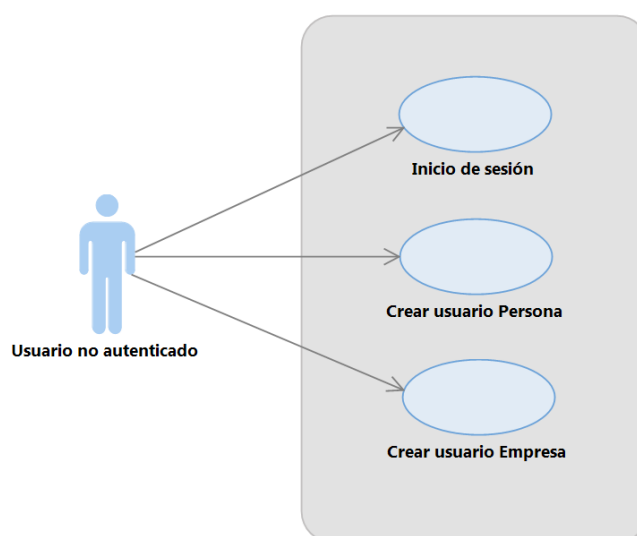 Inicio de sesión
Crear usuario Persona
Usuario no autenticado
Crear usuario Empresa